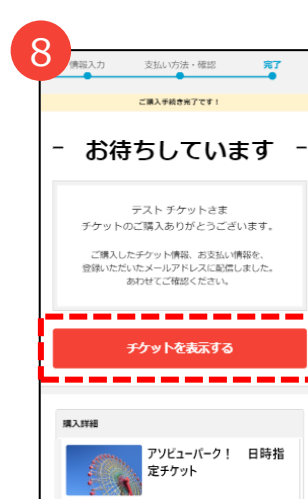 8
情報入力 支払い方法・確認 完了
ご購入手続き完了です！
- お待ちしています -
テスト チケットさま
チケットのご購入ありがとうございます。
ご購入したチケット情報、お支払い情報を、
登録いただいたメールアドレスに配信しました。
あわせてご確認ください。
チケットを表示する
購入詳細
アソビューパーク！ 日時指
定チケット